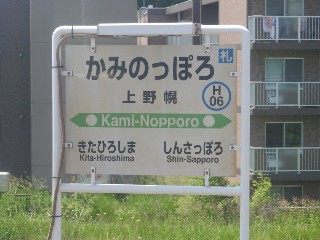 札
かみのっぽろ
上野幌
H
06
Kami-Nopporo
きたひろしま しんさっぽろ
Kita-Hiroshima Shin-Sapporo